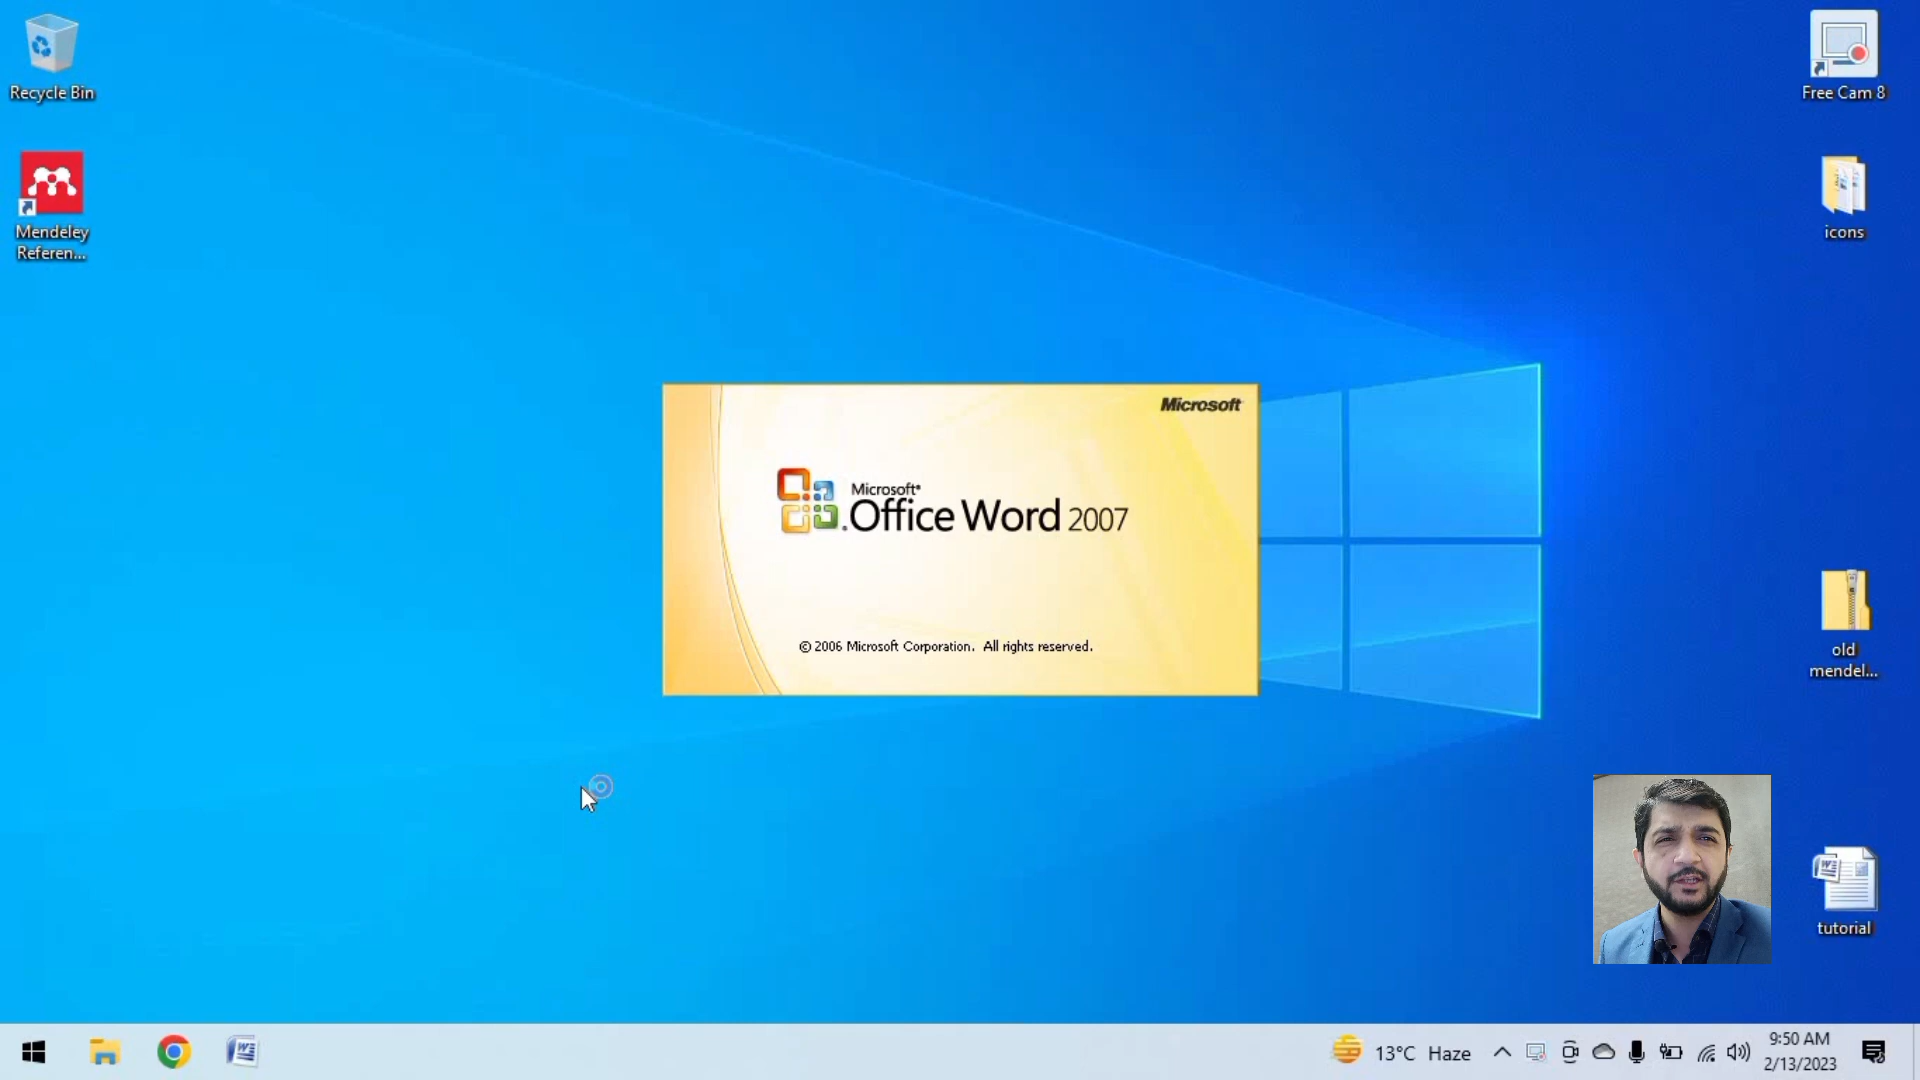 Recycle Bin
Mendeley
Referen...
Free Cam 8
icons
Microsoft
Microsoft®
Office Word 2007
© 2006 Microsoft Corporation. All rights reserved.
old
mendel...
tutorial
13°C Haze
9:50 AM
2/13/2023